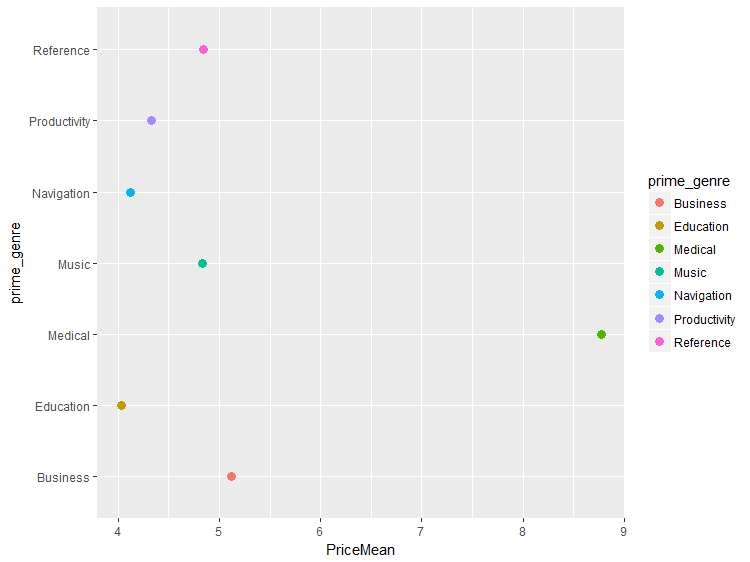 prime_genre
Reference
Productivity
Navigation
Music
Medical
Education
Business
4 5 6 7 8 9
PriceMean
prime_genre
Business
Education
Medical
Music
Navigation
Productivity
Reference